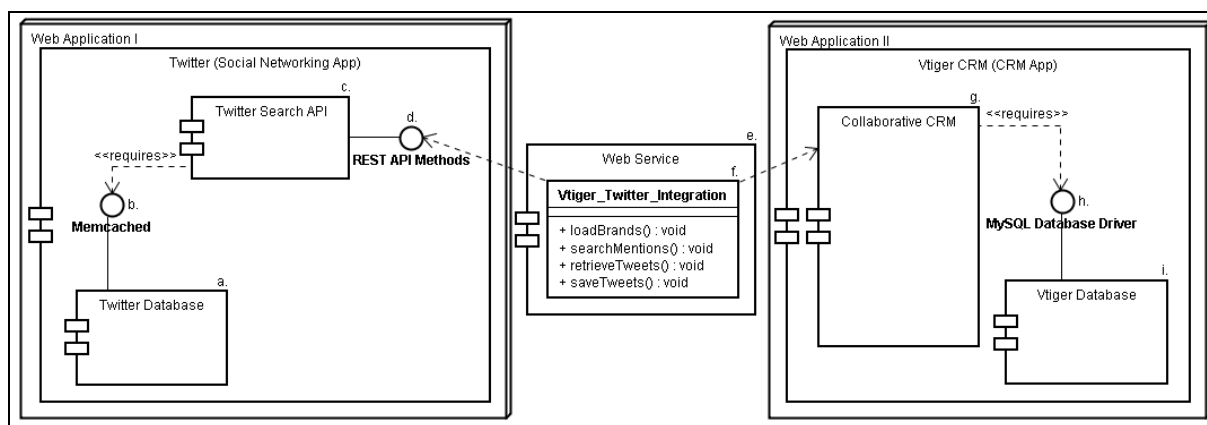 Web Application I
Twitter (Social Networking App)
c.
Twitter Search API
d.
<<requires>>
REST API Methods
b.
Memcached
a.
Twitter Database
e.
Web Service
f.
Vtiger_Twitter_Integration
+ loadBrands() : void
+ searchMentions() : void
+ retrieveTweets() : void
+ saveTweets() : void
Web Application II
Vtiger CRM (CRM App)
g.
Collaborative CRM
<<requires>>
h.
MySQL Database Driver
i.
Vtiger Database